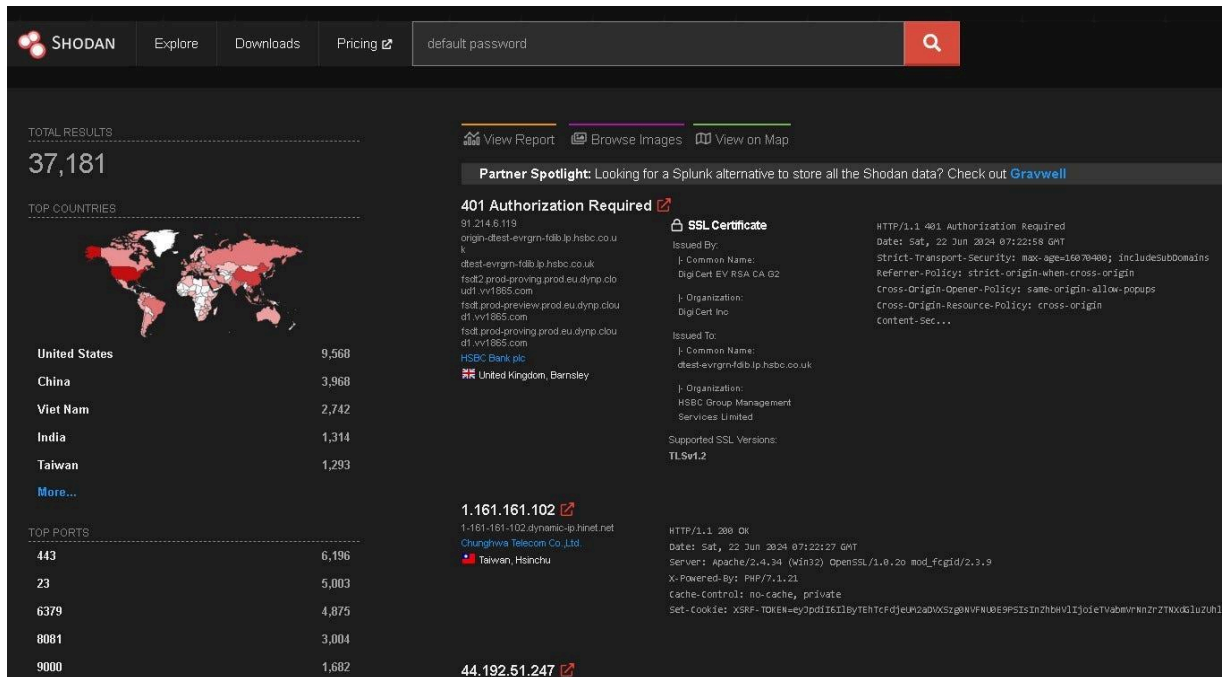 SHODAN
Explore
Downloads
Pricing
default password
TOTAL RESULTS
37,181
TOP COUNTRIES
United States 9,568
China 3,968
Viet Nam 2,742
India 1,314
Taiwan 1,293
More...
TOP PORTS
443 6,196
23 5,003
6379 4,875
8081 3,004
9000 1,682
View Report
Browse Images
View on Map
Partner Spotlight: Looking for a Splunk alternative to store all the Shodan data? Check out Gravwell
401 Authorization Required
91.214.6.119
origin-dtest-evrgrn-fdib.lp.hsbc.co.u
k
dtest-evrgrn-fdib.lp.hsbc.co.uk
fsdt2.prod-proving.prod.eu.dynp.clo
ud1.vv1865.com
fsdt.prod-preview.prod.eu.dynp.clou
d1.vv1865.com
fsdt.prod-proving.prod.eu.dynp.clou
d1.vv1865.com
HSBC Bank plc
United Kingdom, Barnsley
SSL Certificate
Issued By:
|- Common Name:
DigiCert EV RSA CA G2
|- Organization:
DigiCert Inc
Issued To:
|- Common Name:
dtest-evrgrn-fdib.lp.hsbc.co.uk
|- Organization:
HSBC Group Management
Services Limited
Supported SSL Versions:
TLSv1.2
HTTP/1.1 401 Authorization Required
Date: Sat, 22 Jun 2024 07:22:58 GMT
Strict-Transport-Security: max-age=16070400; includeSubDomains
Referrer-Policy: strict-origin-when-cross-origin
Cross-Origin-Opener-Policy: same-origin-allow-popups
Cross-Origin-Resource-Policy: cross-origin
Content-Sec...
1.161.161.102
1-161-161-102.dynamic-ip.hinet.net
Chunghwa Telecom Co.,Ltd.
Taiwan, Hsinchu
HTTP/1.1 200 OK
Date: Sat, 22 Jun 2024 07:22:27 GMT
Server: Apache/2.4.34 (Win32) OpenSSL/1.0.2o mod_fcgid/2.3.9
X-Powered-By: PHP/7.1.21
Cache-Control: no-cache, private
Set-Cookie:
44.192.51.247